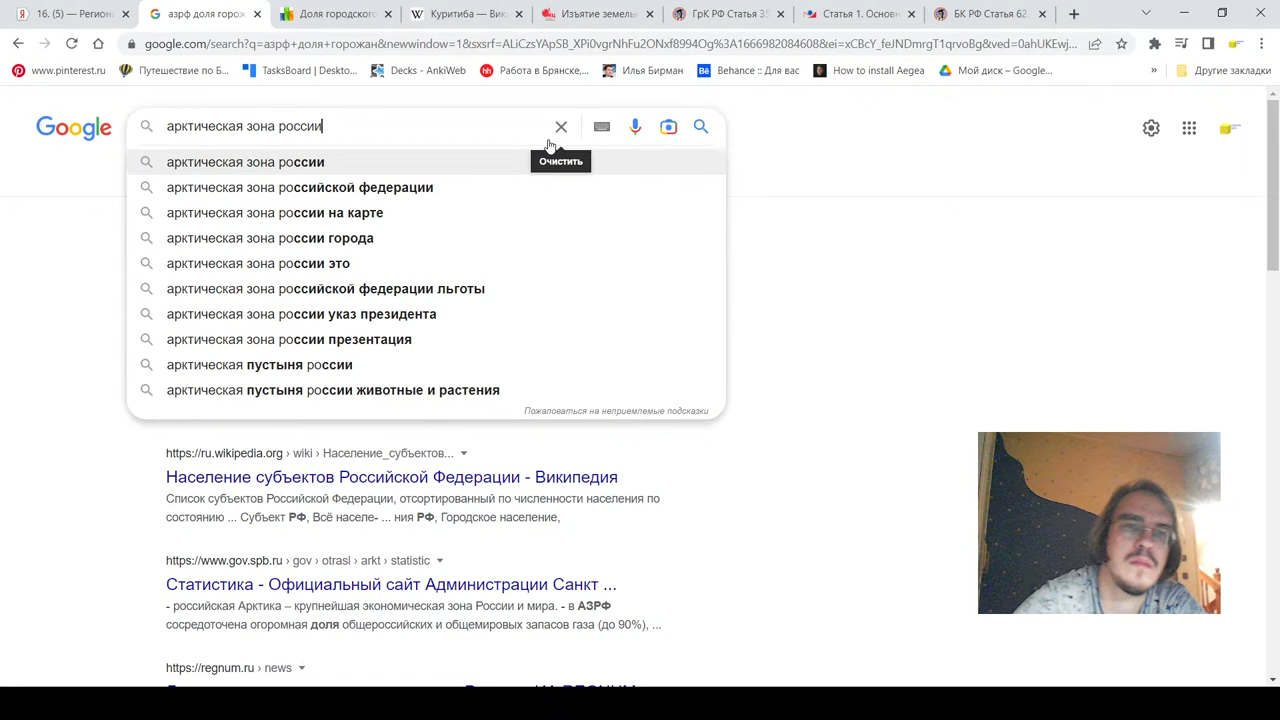 16. (5) — Регионa
азрф доля горожа
Доля городского
Куритиба — Вик
Изъятие земель
ГрК РФ Статья 35
Статья 1. Основн
БК РФ Статья 62.
google.com/search?q=азрф+доля+горожан&newwindow=1&sxsrf=ALiCzsYApSB_XPi0vgrNhFu2ONxf8994Og%3A1666982084608&ei=xCBcY_feJNDmrgT1qrvoBg&ved=0ahUKEwj...
www.pinterest.ru
Путешествие по Б...
TasksBoard | Deskto...
Decks - AnkiWeb
Работа в Брянске,...
Илья Бирман
Behance :: Для вас
How to install Aegea
Мой диск – Google...
»
Другие закладки
Google
арктическая зона россии
Очистить
арктическая зона россии
арктическая зона российской федерации
арктическая зона россии на карте
арктическая зона россии города
арктическая зона россии это
арктическая зона российской федерации льготы
арктическая зона россии указ президента
арктическая зона россии презентация
арктическая пустыня россии
арктическая пустыня россии животные и растения
Пожаловаться на неприемлемые подсказки
https://ru.wikipedia.org › wiki › Население_субъектов...
Население субъектов Российской Федерации - Википедия
Список субъектов Российской Федерации, отсортированный по численности населения по
состоянию ... Субъект РФ, Всё населе- ... ния РФ, Городское население,
https://www.gov.spb.ru › gov › otrasl › arkt › statistic
Статистика - Официальный сайт Администрации Санкт ...
- российская Арктика – крупнейшая экономическая зона России и мира. - в АЗРФ
сосредоточена огоромная доля общероссийских и общемировых запасов газа (до 90%), ...
https://regnum.ru › news